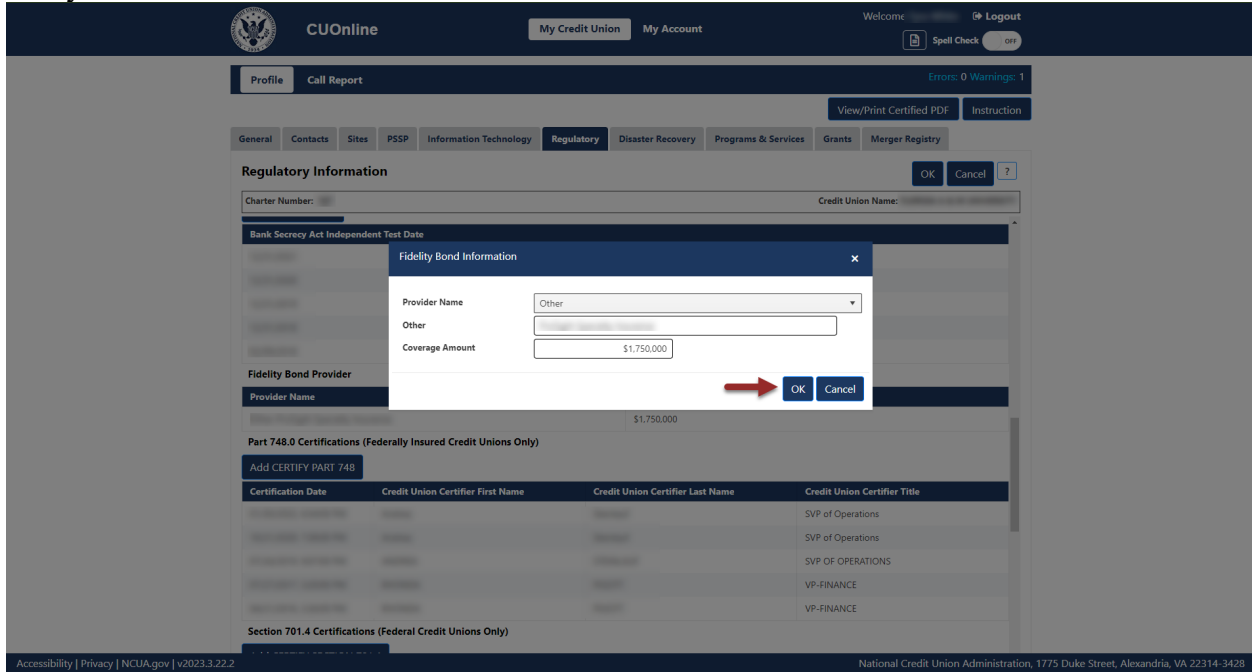 CUOnline
My Credit Union My Account
Welcome Logout
Spell Check OFF
Profile Call Report Errors: 0 Warnings: 1
View/Print Certified PDF Instruction
General Contacts Sites PSSP Information Technology Regulatory Disaster Recovery Programs & Services Grants Merger Registry
Regulatory Information OK Cancel ?
Charter Number: Credit Union Name:
Bank Secrecy Act Independent Test Date
Fidelity Bond Information ×
Provider Name Other
Other
Coverage Amount $1,750,000
OK Cancel
Fidelity Bond Provider
Provider Name
$1,750,000
Part 748.0 Certifications (Federally Insured Credit Unions Only)
Add CERTIFY PART 748
Certification Date Credit Union Certifier First Name Credit Union Certifier Last Name Credit Union Certifier Title
SVP of Operations
SVP of Operations
SVP OF OPERATIONS
VP-FINANCE
VP-FINANCE
Section 701.4 Certifications (Federal Credit Unions Only)
Accessibility | Privacy | NCUA.gov | v2023.3.22.2 National Credit Union Administration, 1775 Duke Street, Alexandria, VA 22314-3428